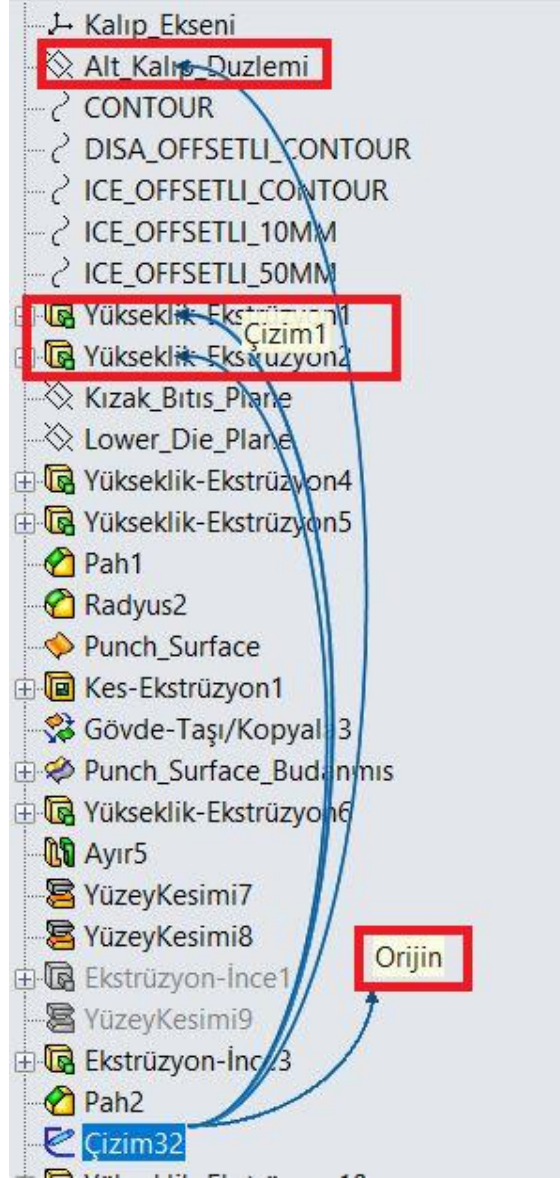 Kalıp_Ekseni
Alt_Kalıp_Duzlemi
CONTOUR
DISA_OFFSETLI_CONTOUR
ICE_OFFSETLI_CONTOUR
ICE_OFFSETLI_10MM
ICE_OFFSETLI_50MM
Yükseklik-Ekstrüzyon1
Çizim1
Yükseklik-Ekstrüzyon2
Kızak_Bıtıs_Plane
Lower_Die_Plane
Yükseklik-Ekstrüzyon4
Yükseklik-Ekstrüzyon5
Pah1
Radyus2
Punch_Surface
Kes-Ekstrüzyon1
Gövde-Taşı/Kopyala3
Punch_Surface_Budanmıs
Yükseklik-Ekstrüzyon6
Ayır5
YüzeyKesimi7
YüzeyKesimi8
Orijin
Ekstrüzyon-İnce1
YüzeyKesimi9
Ekstrüzyon-İnce3
Pah2
Çizim32